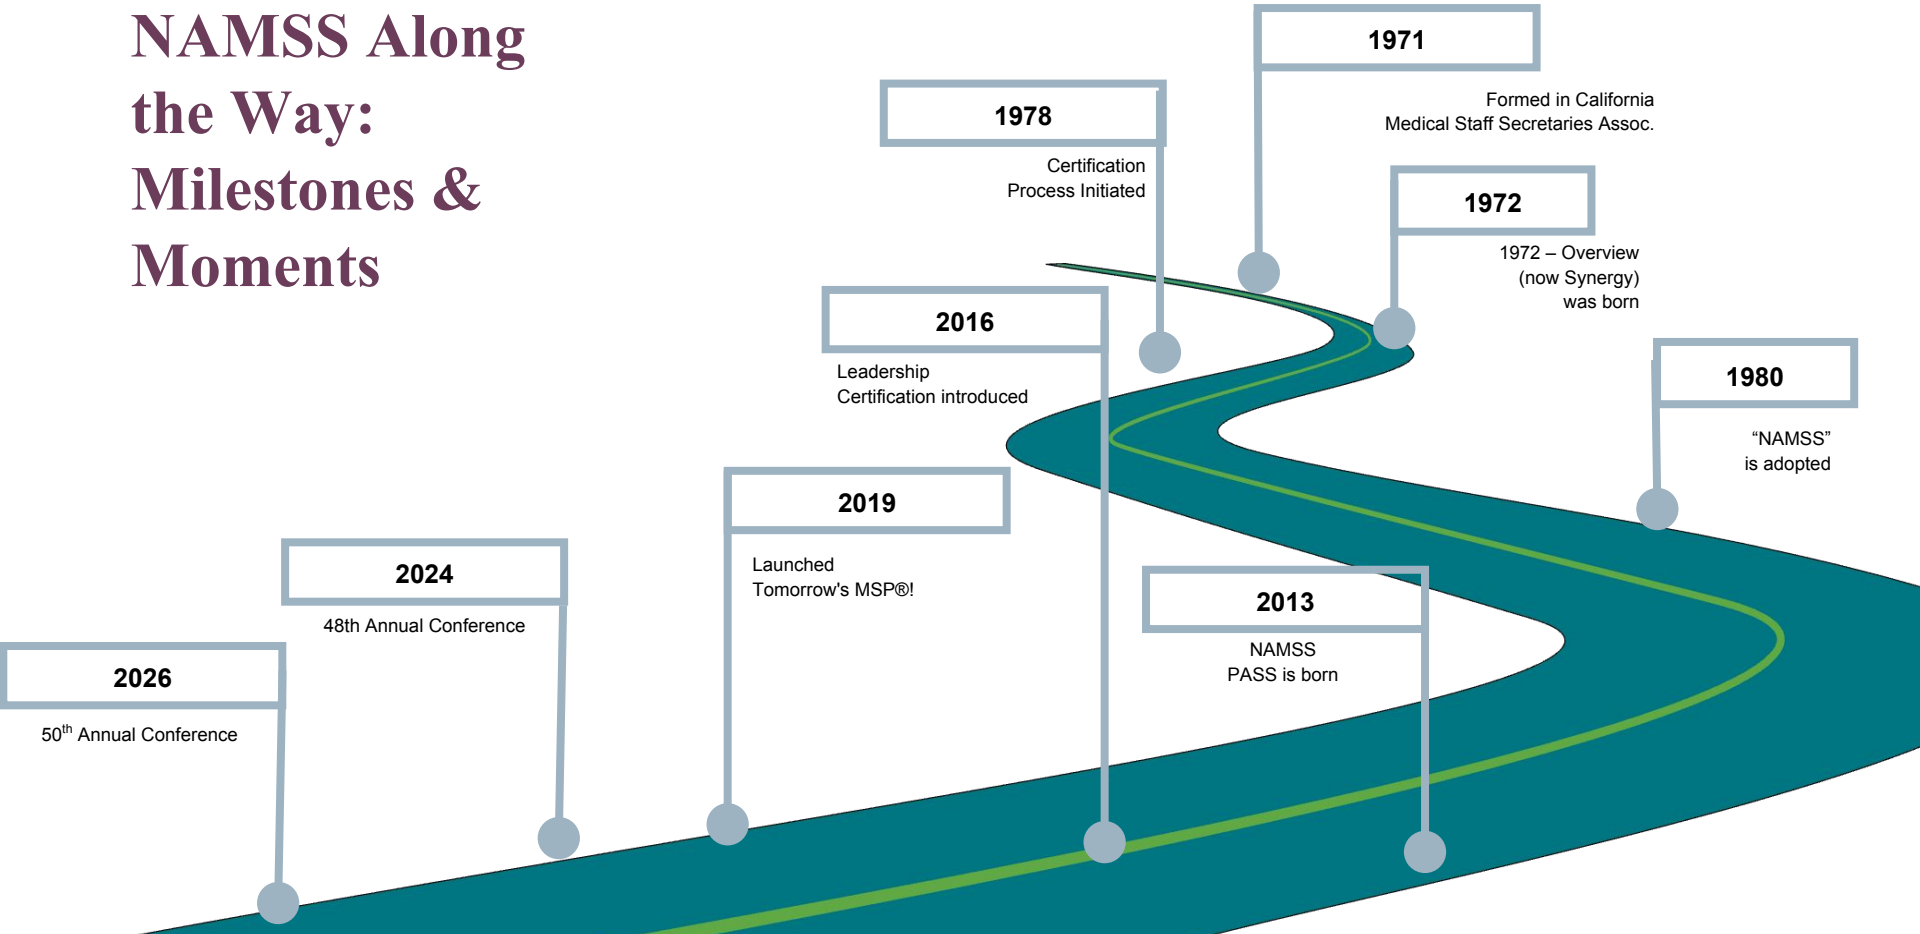 NAMSS Along
the Way:
Milestones &
Moments
1971
Formed in California
Medical Staff Secretaries Assoc.
1972
1972 – Overview
(now Synergy)
was born
1978
Certification
Process Initiated
1980
“NAMSS”
is adopted
2013
NAMSS
PASS is born
2016
Leadership
Certification introduced
2019
Launched
Tomorrow's MSP®!
2024
48th Annual Conference
2026
50th Annual Conference